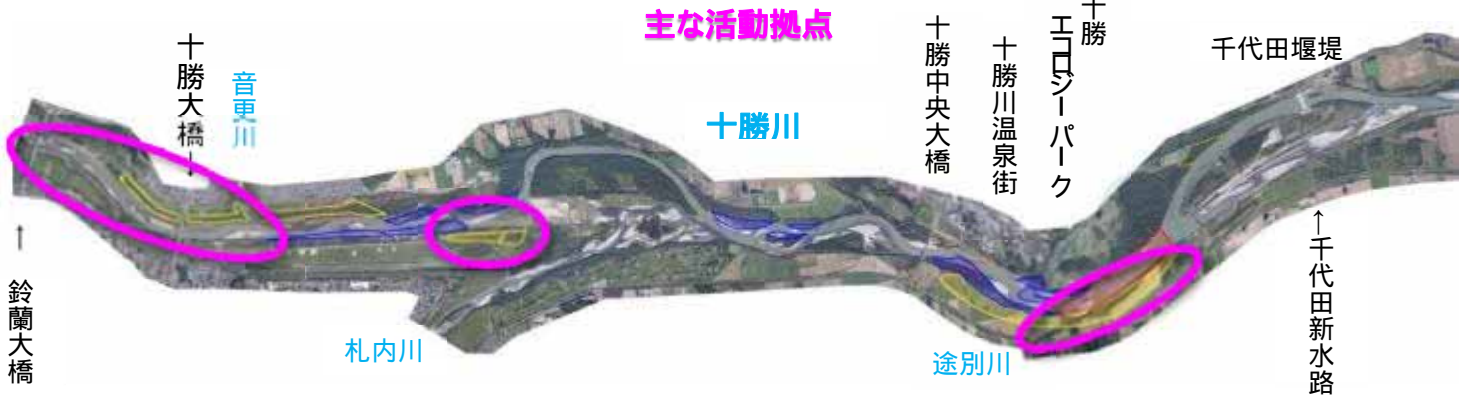 主な活動拠点
十勝大橋↓
音更川
十勝川
十勝中央大橋
十勝川温泉街
十勝
エコロジーパーク
千代田堰堤
↑
鈴蘭大橋
札内川
途別川
↑千代田新水路